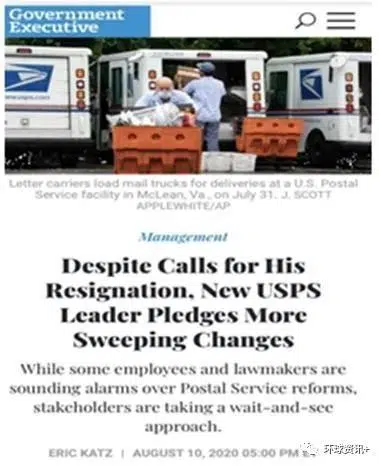 Government
Executive
Letter carriers load mail trucks for deliveries at a U.S. Postal
Service facility in McLean, Va., on July 31. J. SCOTT
APPLEWHITE/AP
Management
Despite Calls for His
Resignation, New USPS
Leader Pledges More
Sweeping Changes
While some employees and lawmakers are
sounding alarms over Postal Service reforms,
stakeholders are taking a wait-and-see
approach.
ERIC KATZ | AUGUST 10, 2020 05:00 PM
环球资讯+